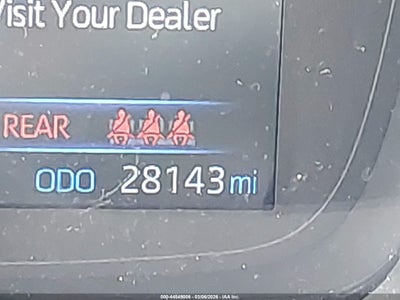 Visit Your Dealer
REAR
ODO 28143 mi